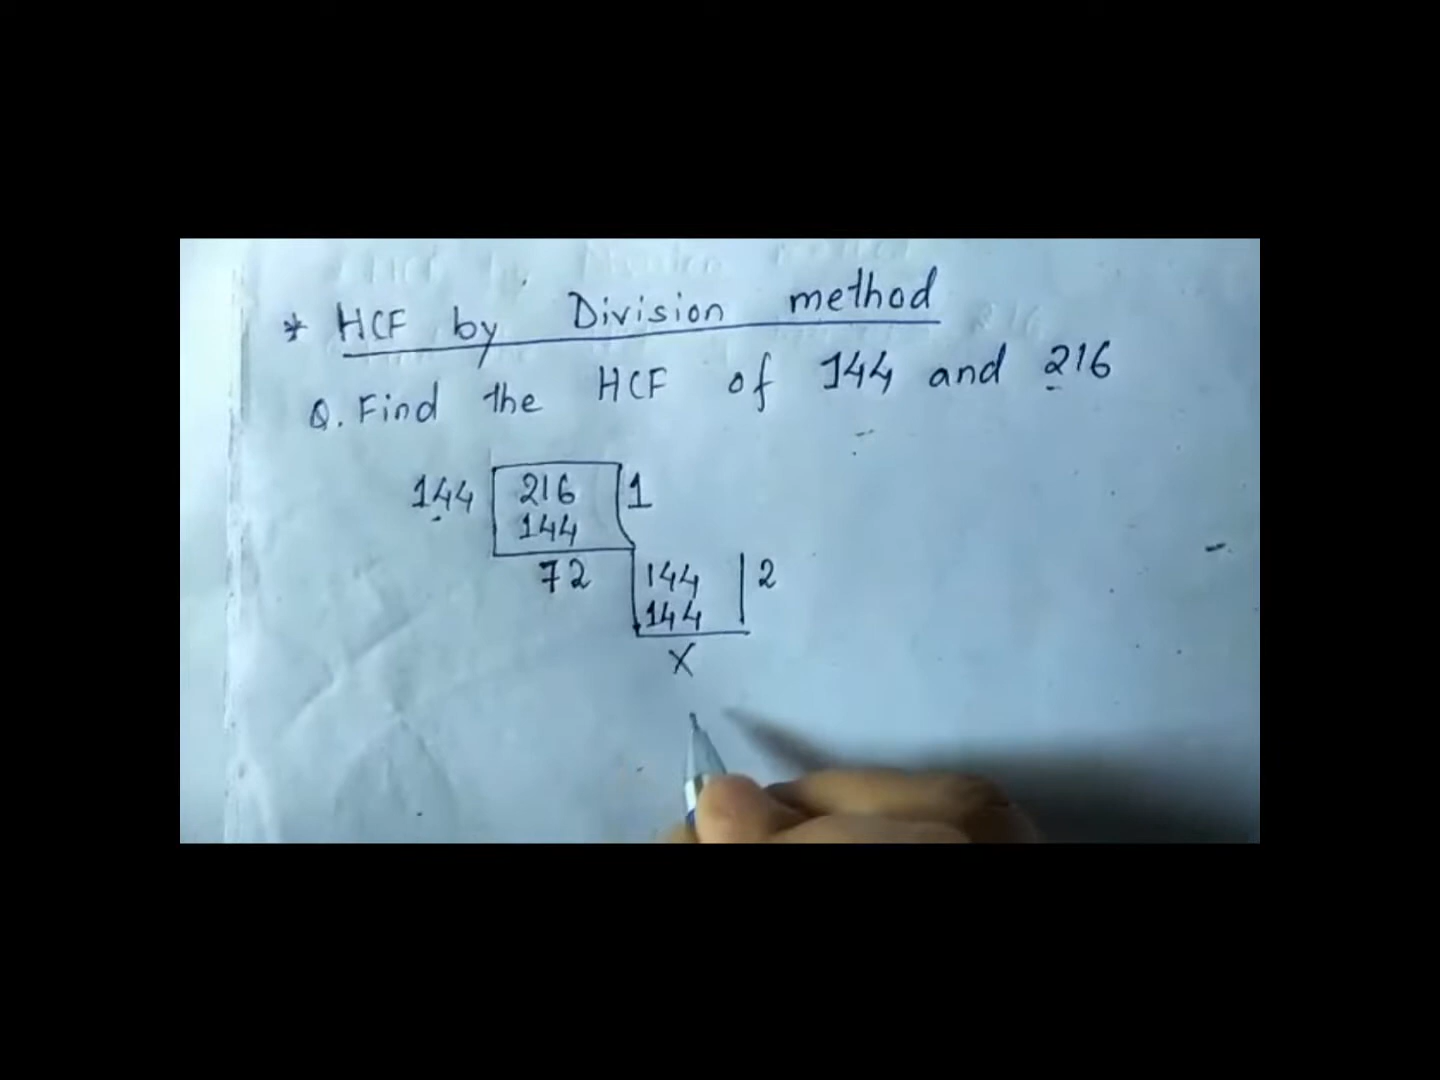 * HCF by Division method
Q. Find the HCF of 144 and 216
144 216 1
144
72 144 2
144
X